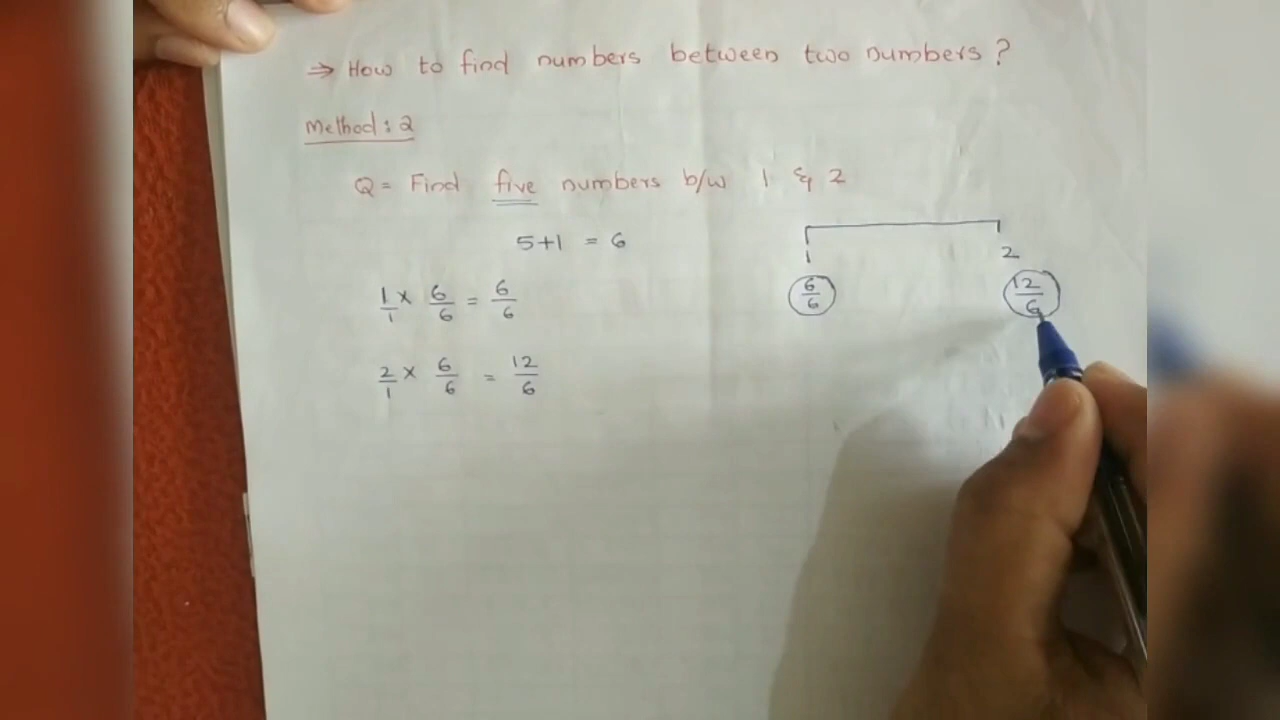 ⇒ How to find numbers between two numbers?
Method: 2
Q= Find five numbers b/w 1 & 2
5+1 = 6
1 2
6/6 12/6
1/1 × 6/6 = 6/6
2/1 × 6/6 = 12/6